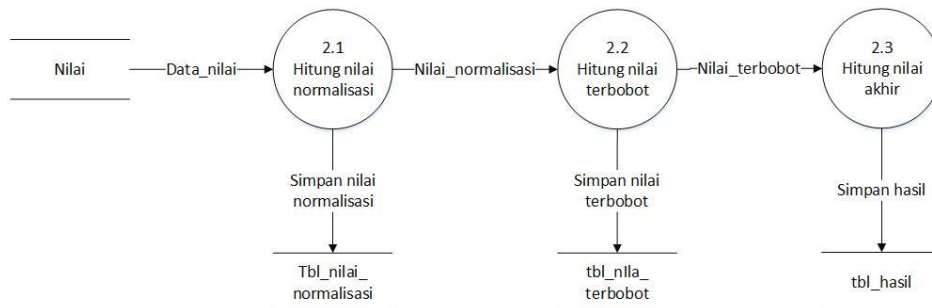 2.1
Hitung nilai
normalisasi
2.2
Hitung nilai
terbobot
2.3
Hitung nilai
akhir
Nilai
Data_nilai
Nilai_normalisasi
Nilai_terbobot
Simpan nilai
normalisasi
Simpan nilai
terbobot
Simpan hasil
Tbl_nilai_
normalisasi
tbl_nIla_
terbobot
tbl_hasil